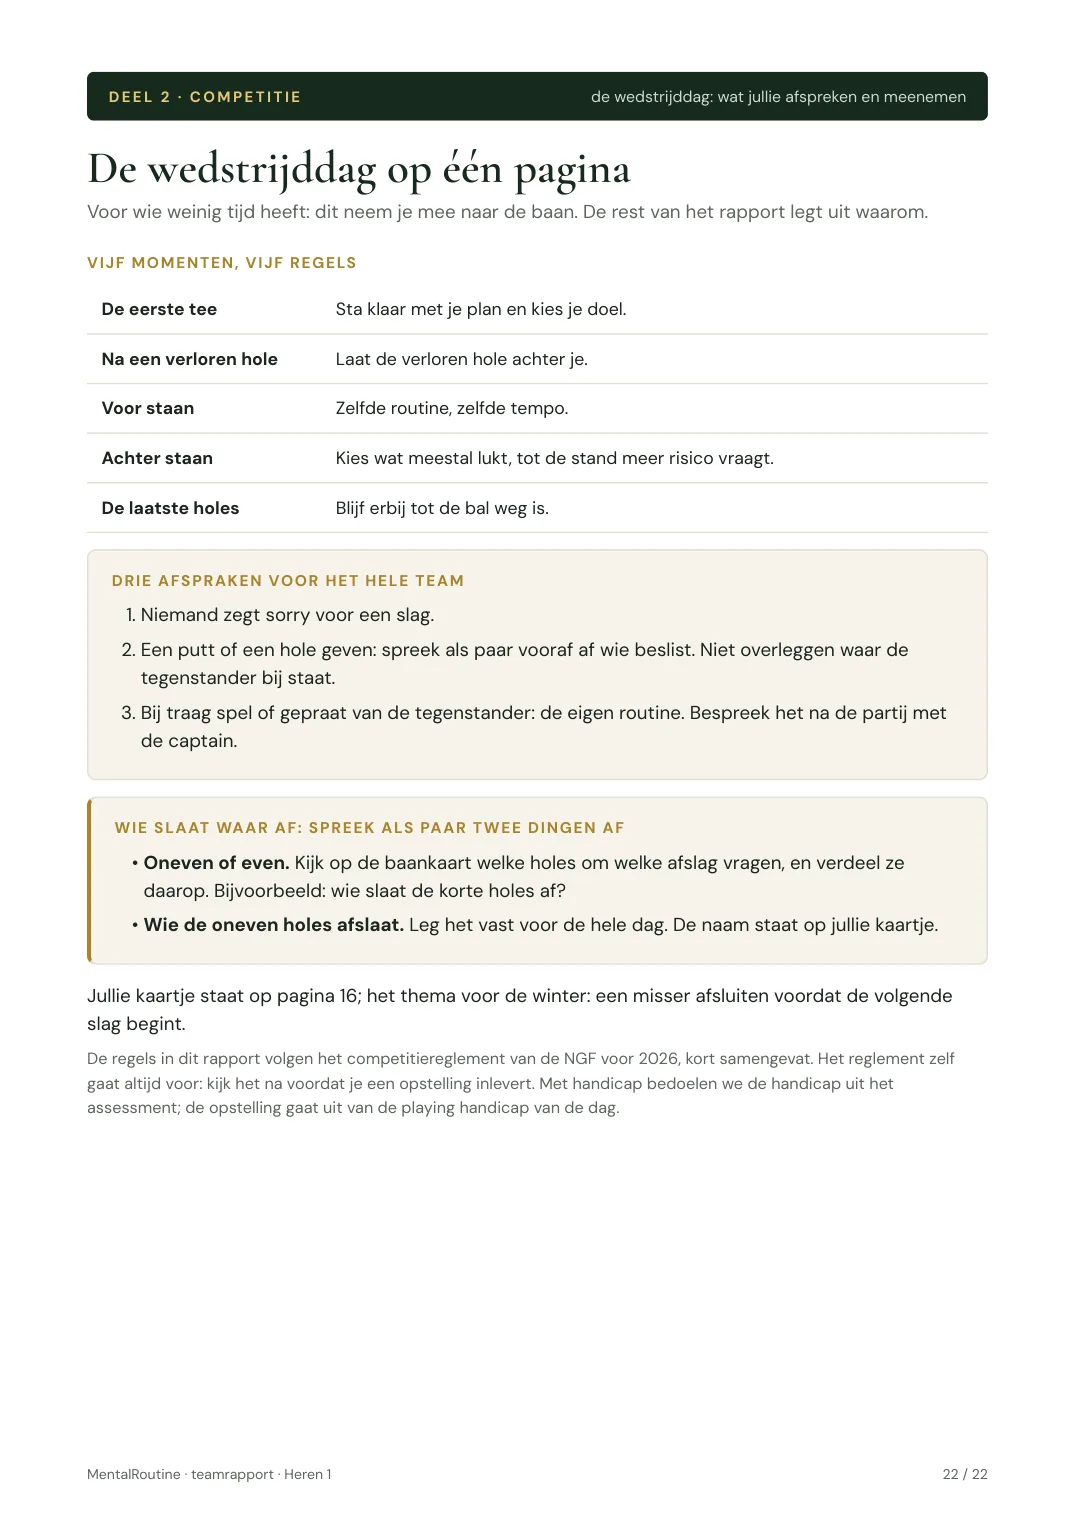 DEEL 2 · COMPETITIE
de wedstrijddag: wat jullie afspreken en meenemen
De wedstrijddag op één pagina
Voor wie weinig tijd heeft: dit neem je mee naar de baan. De rest van het rapport legt uit waarom.
VIJF MOMENTEN, VIJF REGELS
De eerste tee Sta klaar met je plan en kies je doel.
Na een verloren hole Laat de verloren hole achter je.
Voor staan Zelfde routine, zelfde tempo.
Achter staan Kies wat meestal lukt, tot de stand meer risico vraagt.
De laatste holes Blijf erbij tot de bal weg is.
DRIE AFSPRAKEN VOOR HET HELE TEAM
1. Niemand zegt sorry voor een slag.
2. Een putt of een hole geven: spreek als paar vooraf af wie beslist. Niet overleggen waar de
tegenstander bij staat.
3. Bij traag spel of gepraat van de tegenstander: de eigen routine. Bespreek het na de partij met
de captain.
WIE SLAAT WAAR AF: SPREEK ALS PAAR TWEE DINGEN AF
• Oneven of even. Kijk op de baankaart welke holes om welke afslag vragen, en verdeel ze
daarop. Bijvoorbeeld: wie slaat de korte holes af?
• Wie de oneven holes afslaat. Leg het vast voor de hele dag. De naam staat op jullie kaartje.
Jullie kaartje staat op pagina 16; het thema voor de winter: een misser afsluiten voordat de volgende
slag begint.
De regels in dit rapport volgen het competitiereglement van de NGF voor 2026, kort samengevat. Het reglement zelf
gaat altijd voor: kijk het na voordat je een opstelling inlevert. Met handicap bedoelen we de handicap uit het
assessment; de opstelling gaat uit van de playing handicap van de dag.
MentalRoutine · teamrapport · Heren 1
22 / 22